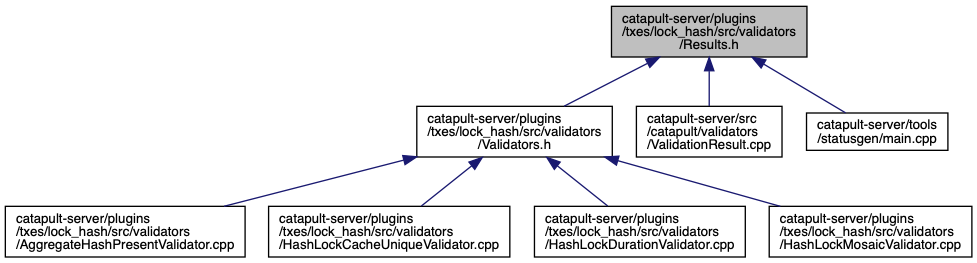 catapult-server/plugins
/txes/lock_hash/src/validators
/Results.h
catapult-server/plugins
/txes/lock_hash/src/validators
/Validators.h
catapult-server/src
/catapult/validators
/ValidationResult.cpp
catapult-server/tools
/statusgen/main.cpp
catapult-server/plugins
/txes/lock_hash/src/validators
/AggregateHashPresentValidator.cpp
catapult-server/plugins
/txes/lock_hash/src/validators
/HashLockCacheUniqueValidator.cpp
catapult-server/plugins
/txes/lock_hash/src/validators
/HashLockDurationValidator.cpp
catapult-server/plugins
/txes/lock_hash/src/validators
/HashLockMosaicValidator.cpp